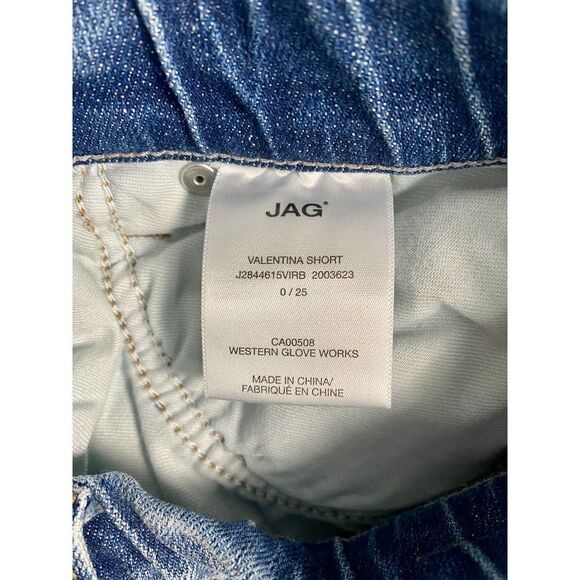 JAG®
VALENTINA SHORT
J2844615VIRB 2003623
0 / 25
CA00508
WESTERN GLOVE WORKS
MADE IN CHINA/
FABRIQUÉ EN CHINE